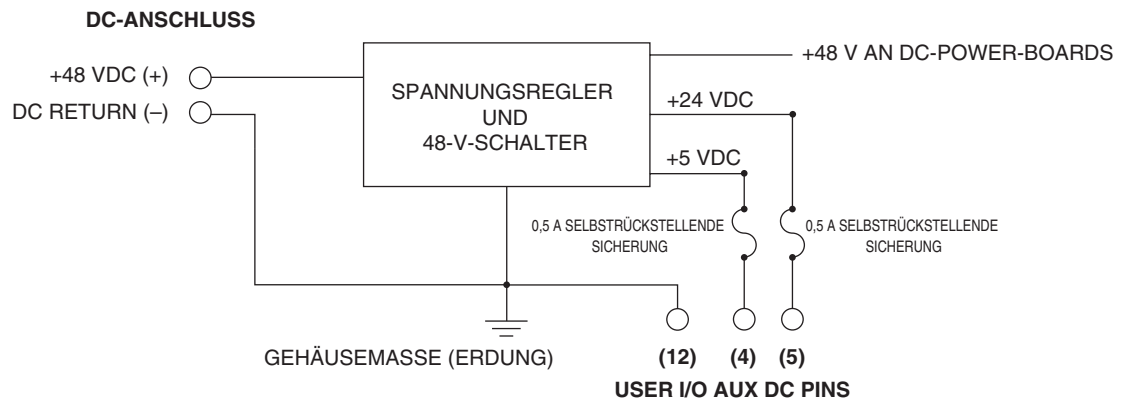 DC-ANSCHLUSS
+48 VDC (+)
DC RETURN (–)
SPANNUNGSREGLER
UND
48-V-SCHALTER
+48 V AN DC-POWER-BOARDS
+24 VDC
+5 VDC
0,5 A SELBSTRÜCKSTELLENDE
SICHERUNG
0,5 A SELBSTRÜCKSTELLENDE
SICHERUNG
GEHÄUSEMASSE (ERDUNG)
(12) (4) (5)
USER I/O AUX DC PINS